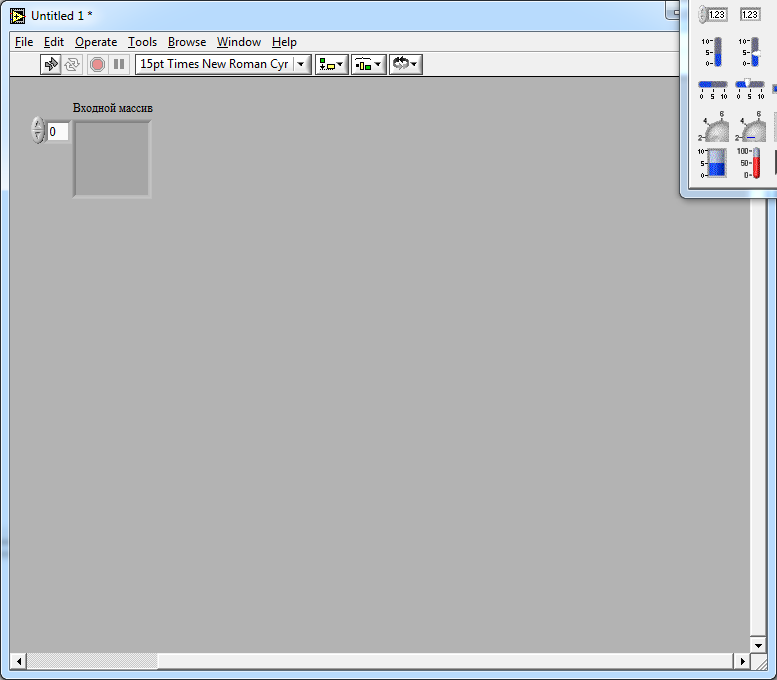 Untitled 1 *
File Edit Operate Tools Browse Window Help
15pt Times New Roman Cyr
Входной массив
0
1.23 1.23
10 10
5 5
0 0
0 5 10 0 5 10
4 6 4 6
2 2
10 100
5 50
0 0